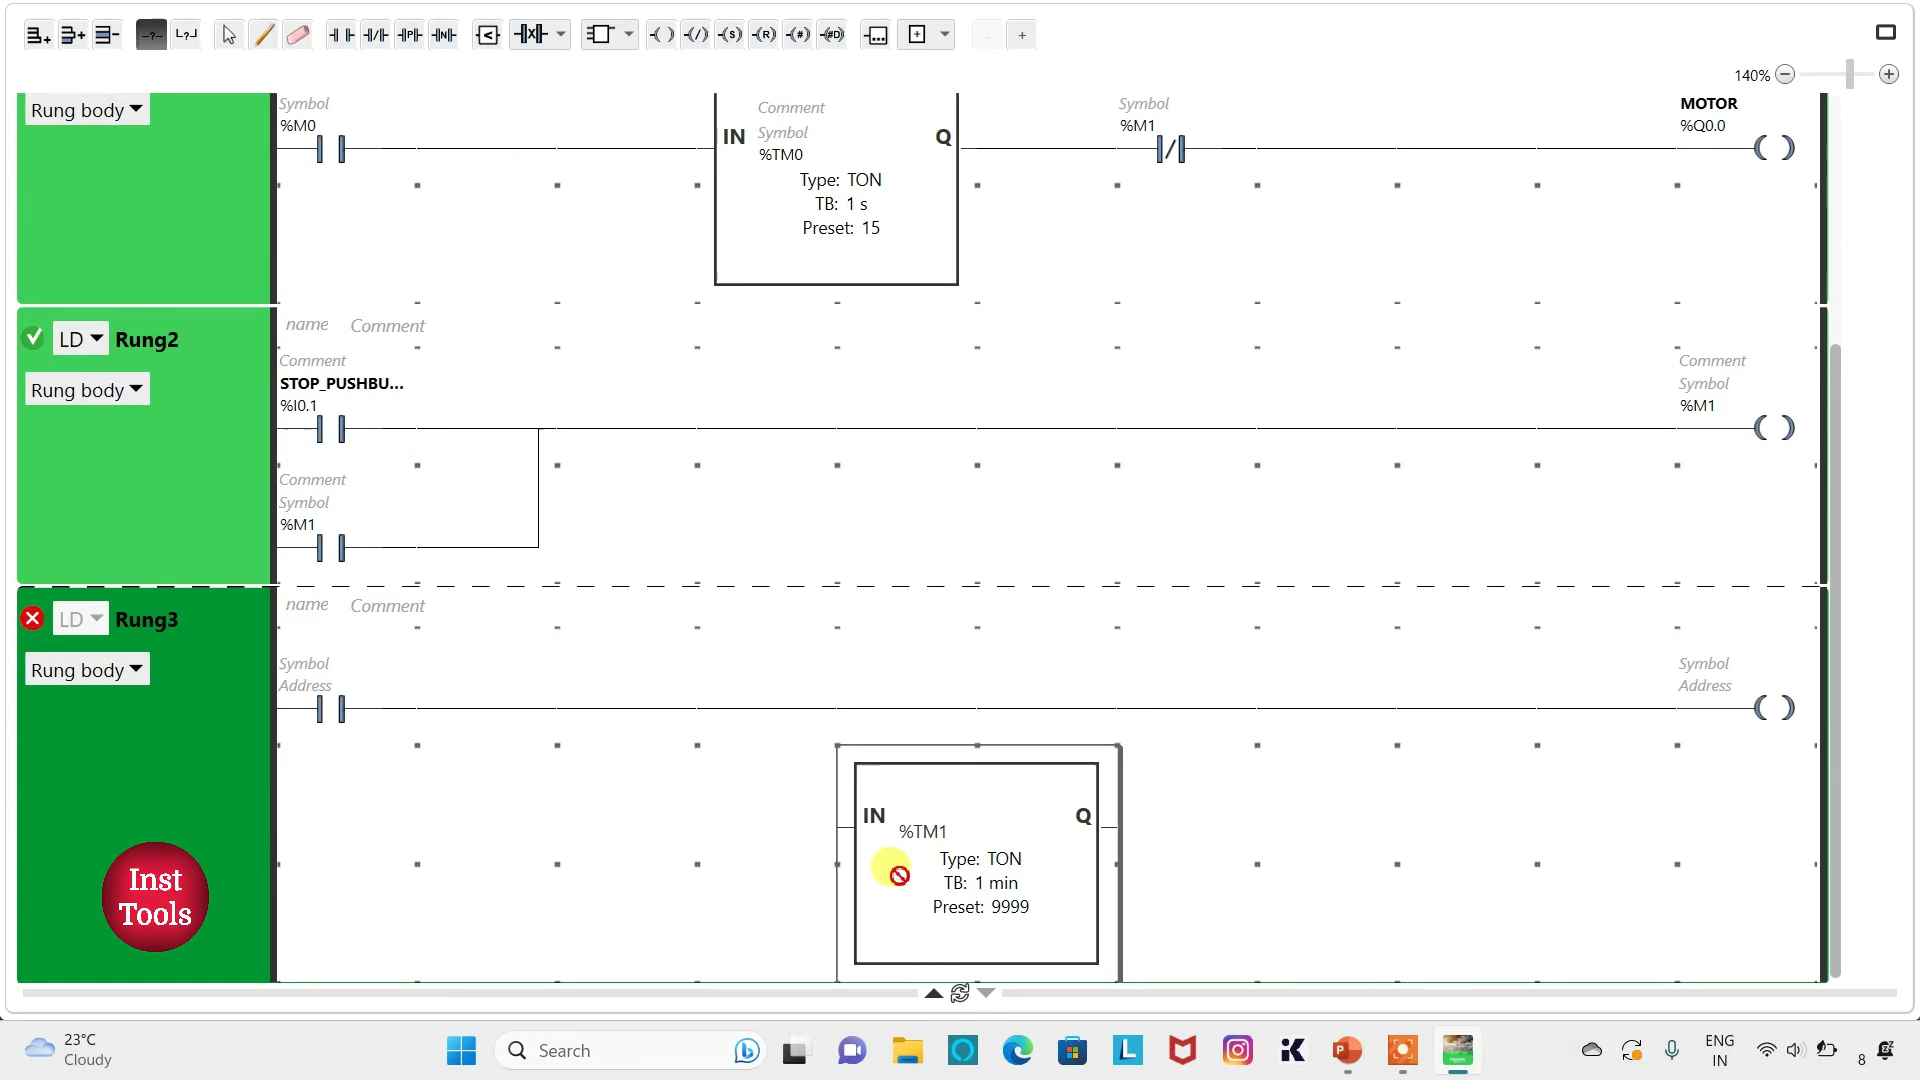 140%
Rung body
Symbol
%M0
Comment
IN Symbol Q
%TM0
Type: TON
TB: 1 s
Preset: 15
Symbol
%M1
MOTOR
%Q0.0
LD Rung2
Rung body
name Comment
Comment
STOP_PUSHBU...
%I0.1
Comment
Symbol
%M1
Comment
Symbol
%M1
LD Rung3
Rung body
name Comment
Symbol
Address
Symbol
Address
IN Q
%TM1
Type: TON
TB: 1 min
Preset: 9999
Inst
Tools
23°C
Cloudy
Search
ENG
IN
8